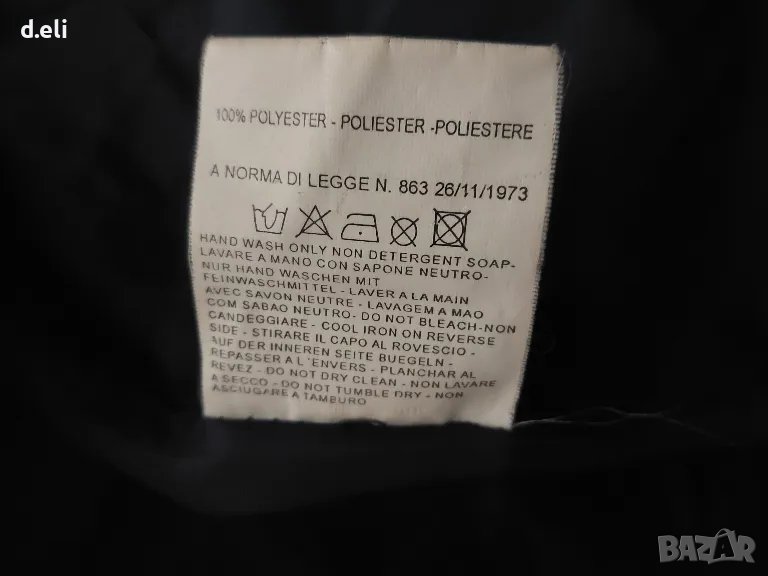 d.eli
100% POLYESTER - POLIESTER -POLIESTERE
A NORMA DI LEGGE N. 863 26/11/1973
HAND WASH ONLY NON DETERGENT SOAP-
LAVARE A MANO CON SAPONE NEUTRO-
NUR HAND WASCHEN MIT
FEINWASCHMITTEL - LAVER A LA MAIN
AVEC SAVON NEUTRE - LAVAGEM A MAO
COM SABAO NEUTRO- DO NOT BLEACH-NON
CANDEGGIARE - COOL IRON ON REVERSE
SIDE - STIRARE IL CAPO AL ROVESCIO -
AUF DER INNEREN SEITE BUEGELN -
REPASSER A L'ENVERS - PLANCHAR AL
REVEZ - DO NOT DRY CLEAN - NON LAVARE
A SECCO - DO NOT TUMBLE DRY - NON
ASCIUGARE A TAMBURO
BAZAR